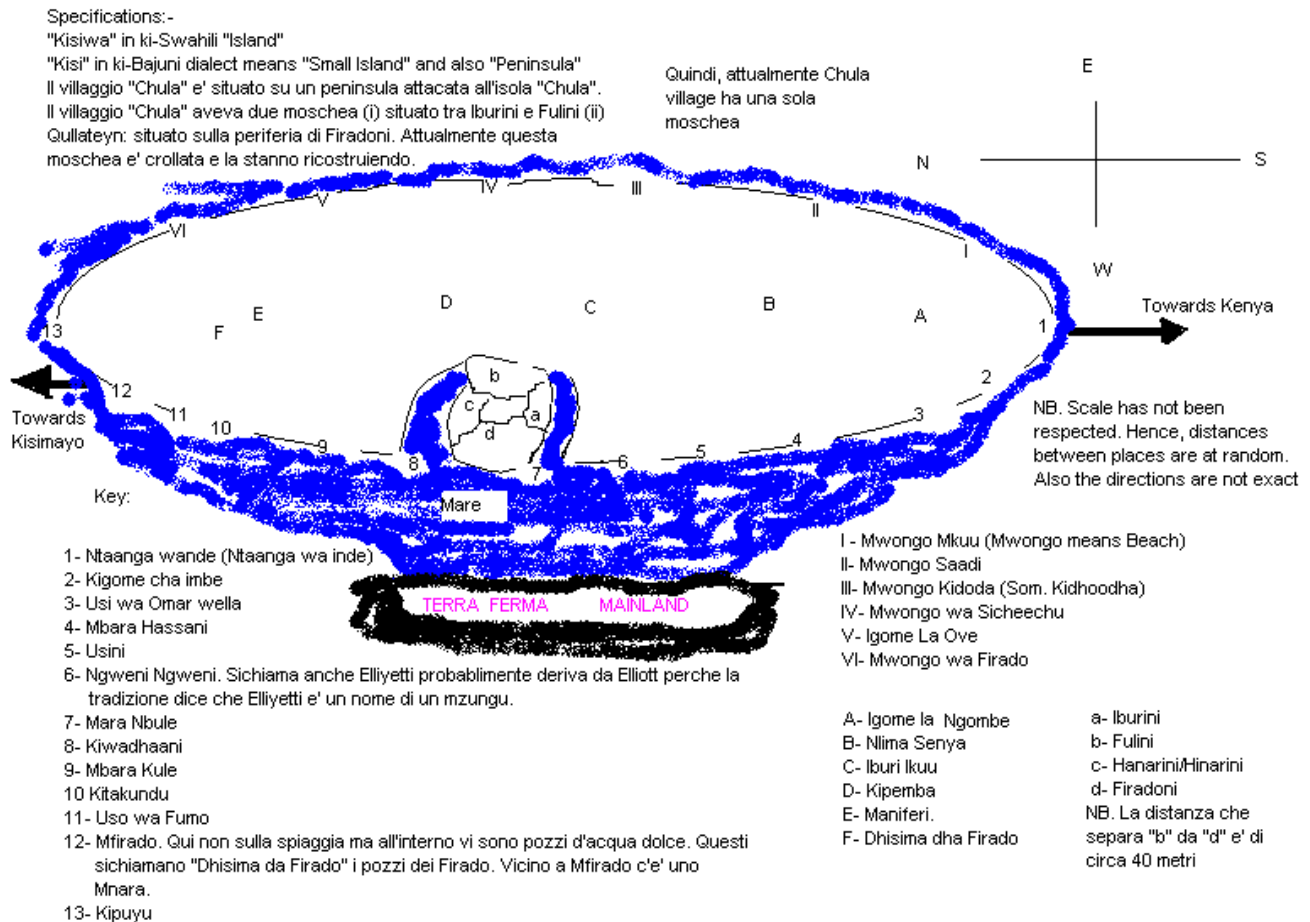 Specifications:-
"Kisiwa" in ki-Swahili "Island"
"Kisi" in ki-Bajuni dialect means "Small Island" and also "Peninsula"
Il villaggio "Chula" e' situato su un peninsula attacata all'isola "Chula".
Il villaggio "Chula" aveva due moschea (i) situato tra Iburini e Fulini (ii)
Qullateyn: situato sulla periferia di Firadoni. Attualmente questa
moschea e' crollata e la stanno ricostruiendo.
Quindi, attualmente Chula
village ha una sola
moschea
E
N
S
W
Towards Kenya
IV
III
V
II
VI
I
13
F
E
D
C
B
A
1
12
11
10
9
8
b
c
a
d
7
6
5
4
3
2
Towards
Kisimayo
NB. Scale has not been
respected. Hence, distances
between places are at random.
Also the directions are not exact
Mare
TERRA FERMA MAINLAND
Key:
1- Ntaanga wande (Ntaanga wa inde)
2- Kigome cha imbe
3- Usi wa Omar wella
4- Mbara Hassani
5- Usini
6- Ngweni Ngweni. Sichiama anche Elliyetti probablimente deriva da Elliott perche la
tradizione dice che Elliyetti e' un nome di un mzungu.
7- Mara Nbule
8- Kiwadhaani
9- Mbara Kule
10 Kitakundu
11- Uso wa Fumo
12- Mfirado. Qui non sulla spiaggia ma all'interno vi sono pozzi d'acqua dolce. Questi
sichiamano "Dhisima da Firado" i pozzi dei Firado. Vicino a Mfirado c'e' uno
Mnara.
13- Kipuyu
I - Mwongo Mkuu (Mwongo means Beach)
II- Mwongo Saadi
III- Mwongo Kidoda (Som. Kidhoodha)
IV- Mwongo wa Sicheechu
V- Igome La Ove
VI- Mwongo wa Firado
A- Igome la Ngombe
B- Nlima Senya
C- Iburi Ikuu
D- Kipemba
E- Maniferi.
F- Dhisima dha Firado
a- Iburini
b- Fulini
c- Hanarini/Hinarini
d- Firadoni
NB. La distanza che
separa "b" da "d" e' di
circa 40 metri